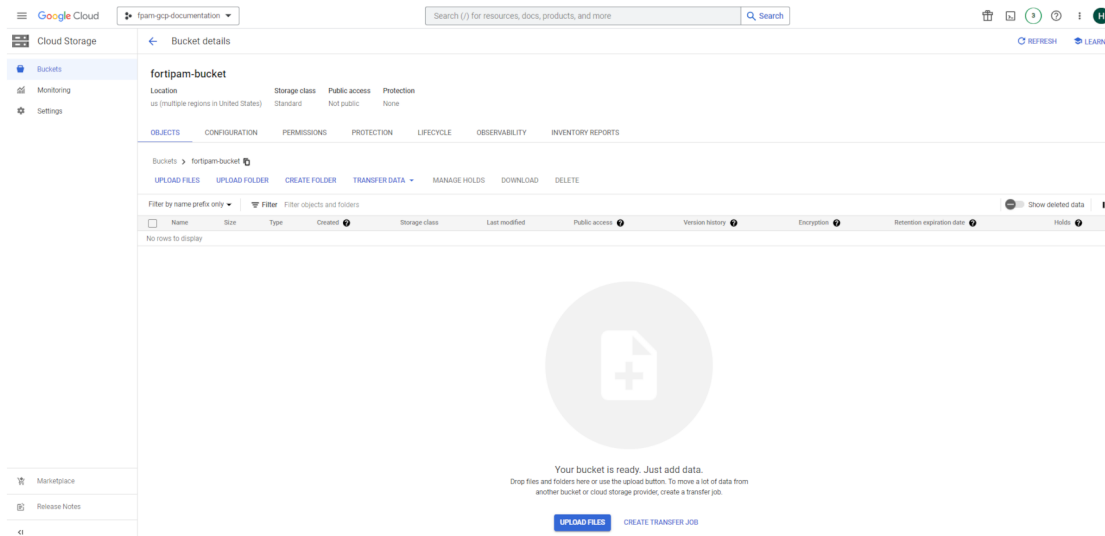 Google Cloud
fpam-gcp-documentation
Search (/) for resources, docs, products, and more
Search
3
H
Cloud Storage
Bucket details
REFRESH
LEARN
Buckets
Monitoring
Settings
fortipam-bucket
Location Storage class Public access Protection
us (multiple regions in United States) Standard Not public None
OBJECTS CONFIGURATION PERMISSIONS PROTECTION LIFECYCLE OBSERVABILITY INVENTORY REPORTS
Buckets > fortipam-bucket
UPLOAD FILES UPLOAD FOLDER CREATE FOLDER TRANSFER DATA MANAGE HOLDS DOWNLOAD DELETE
Filter by name prefix only Filter Filter objects and folders Show deleted data
Name Size Type Created Storage class Last modified Public access Version history Encryption Retention expiration date Holds
No rows to display
Your bucket is ready. Just add data.
Drop files and folders here or use the upload button. To move a lot of data from
another bucket or cloud storage provider, create a transfer job.
UPLOAD FILES CREATE TRANSFER JOB
Marketplace
Release Notes